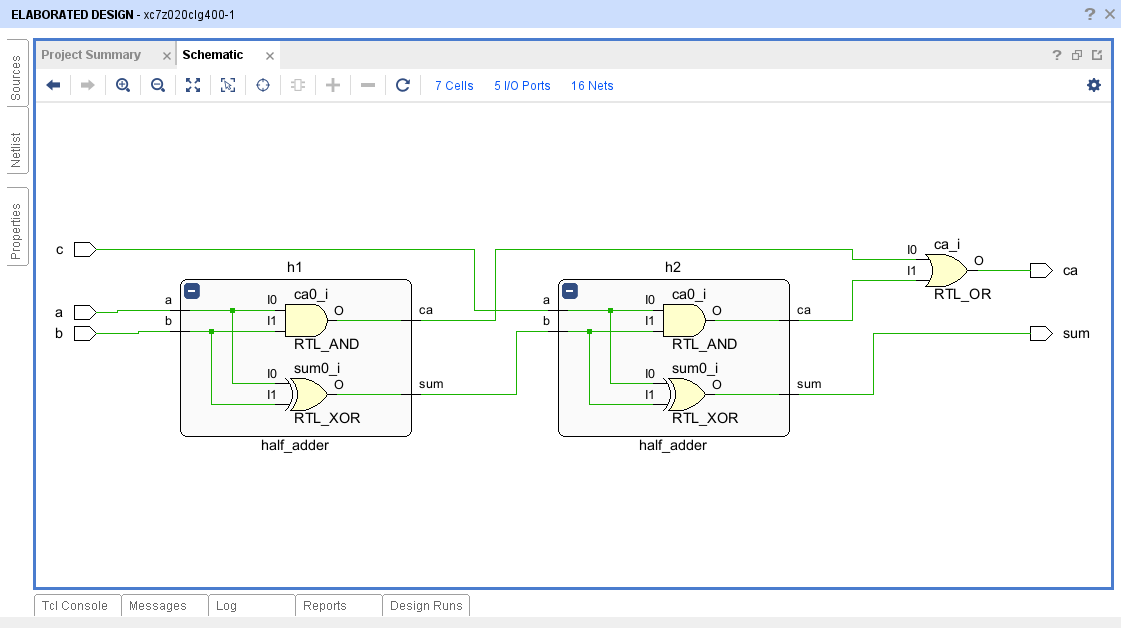 ELABORATED DESIGN - xc7z020clg400-1
? ×
Sources
Netlist
Properties
Project Summary × Schematic ×
?
7 Cells 5 I/O Ports 16 Nets
c
a
b
h1
a
b
I0 ca0_i
I1 O
RTL_AND
I0 sum0_i
I1 O
RTL_XOR
ca
sum
half_adder
h2
a
b
I0 ca0_i
I1 O
RTL_AND
I0 sum0_i
I1 O
RTL_XOR
ca
sum
half_adder
I0 ca_i
I1 O
RTL_OR
ca
sum
Tcl Console Messages Log Reports Design Runs